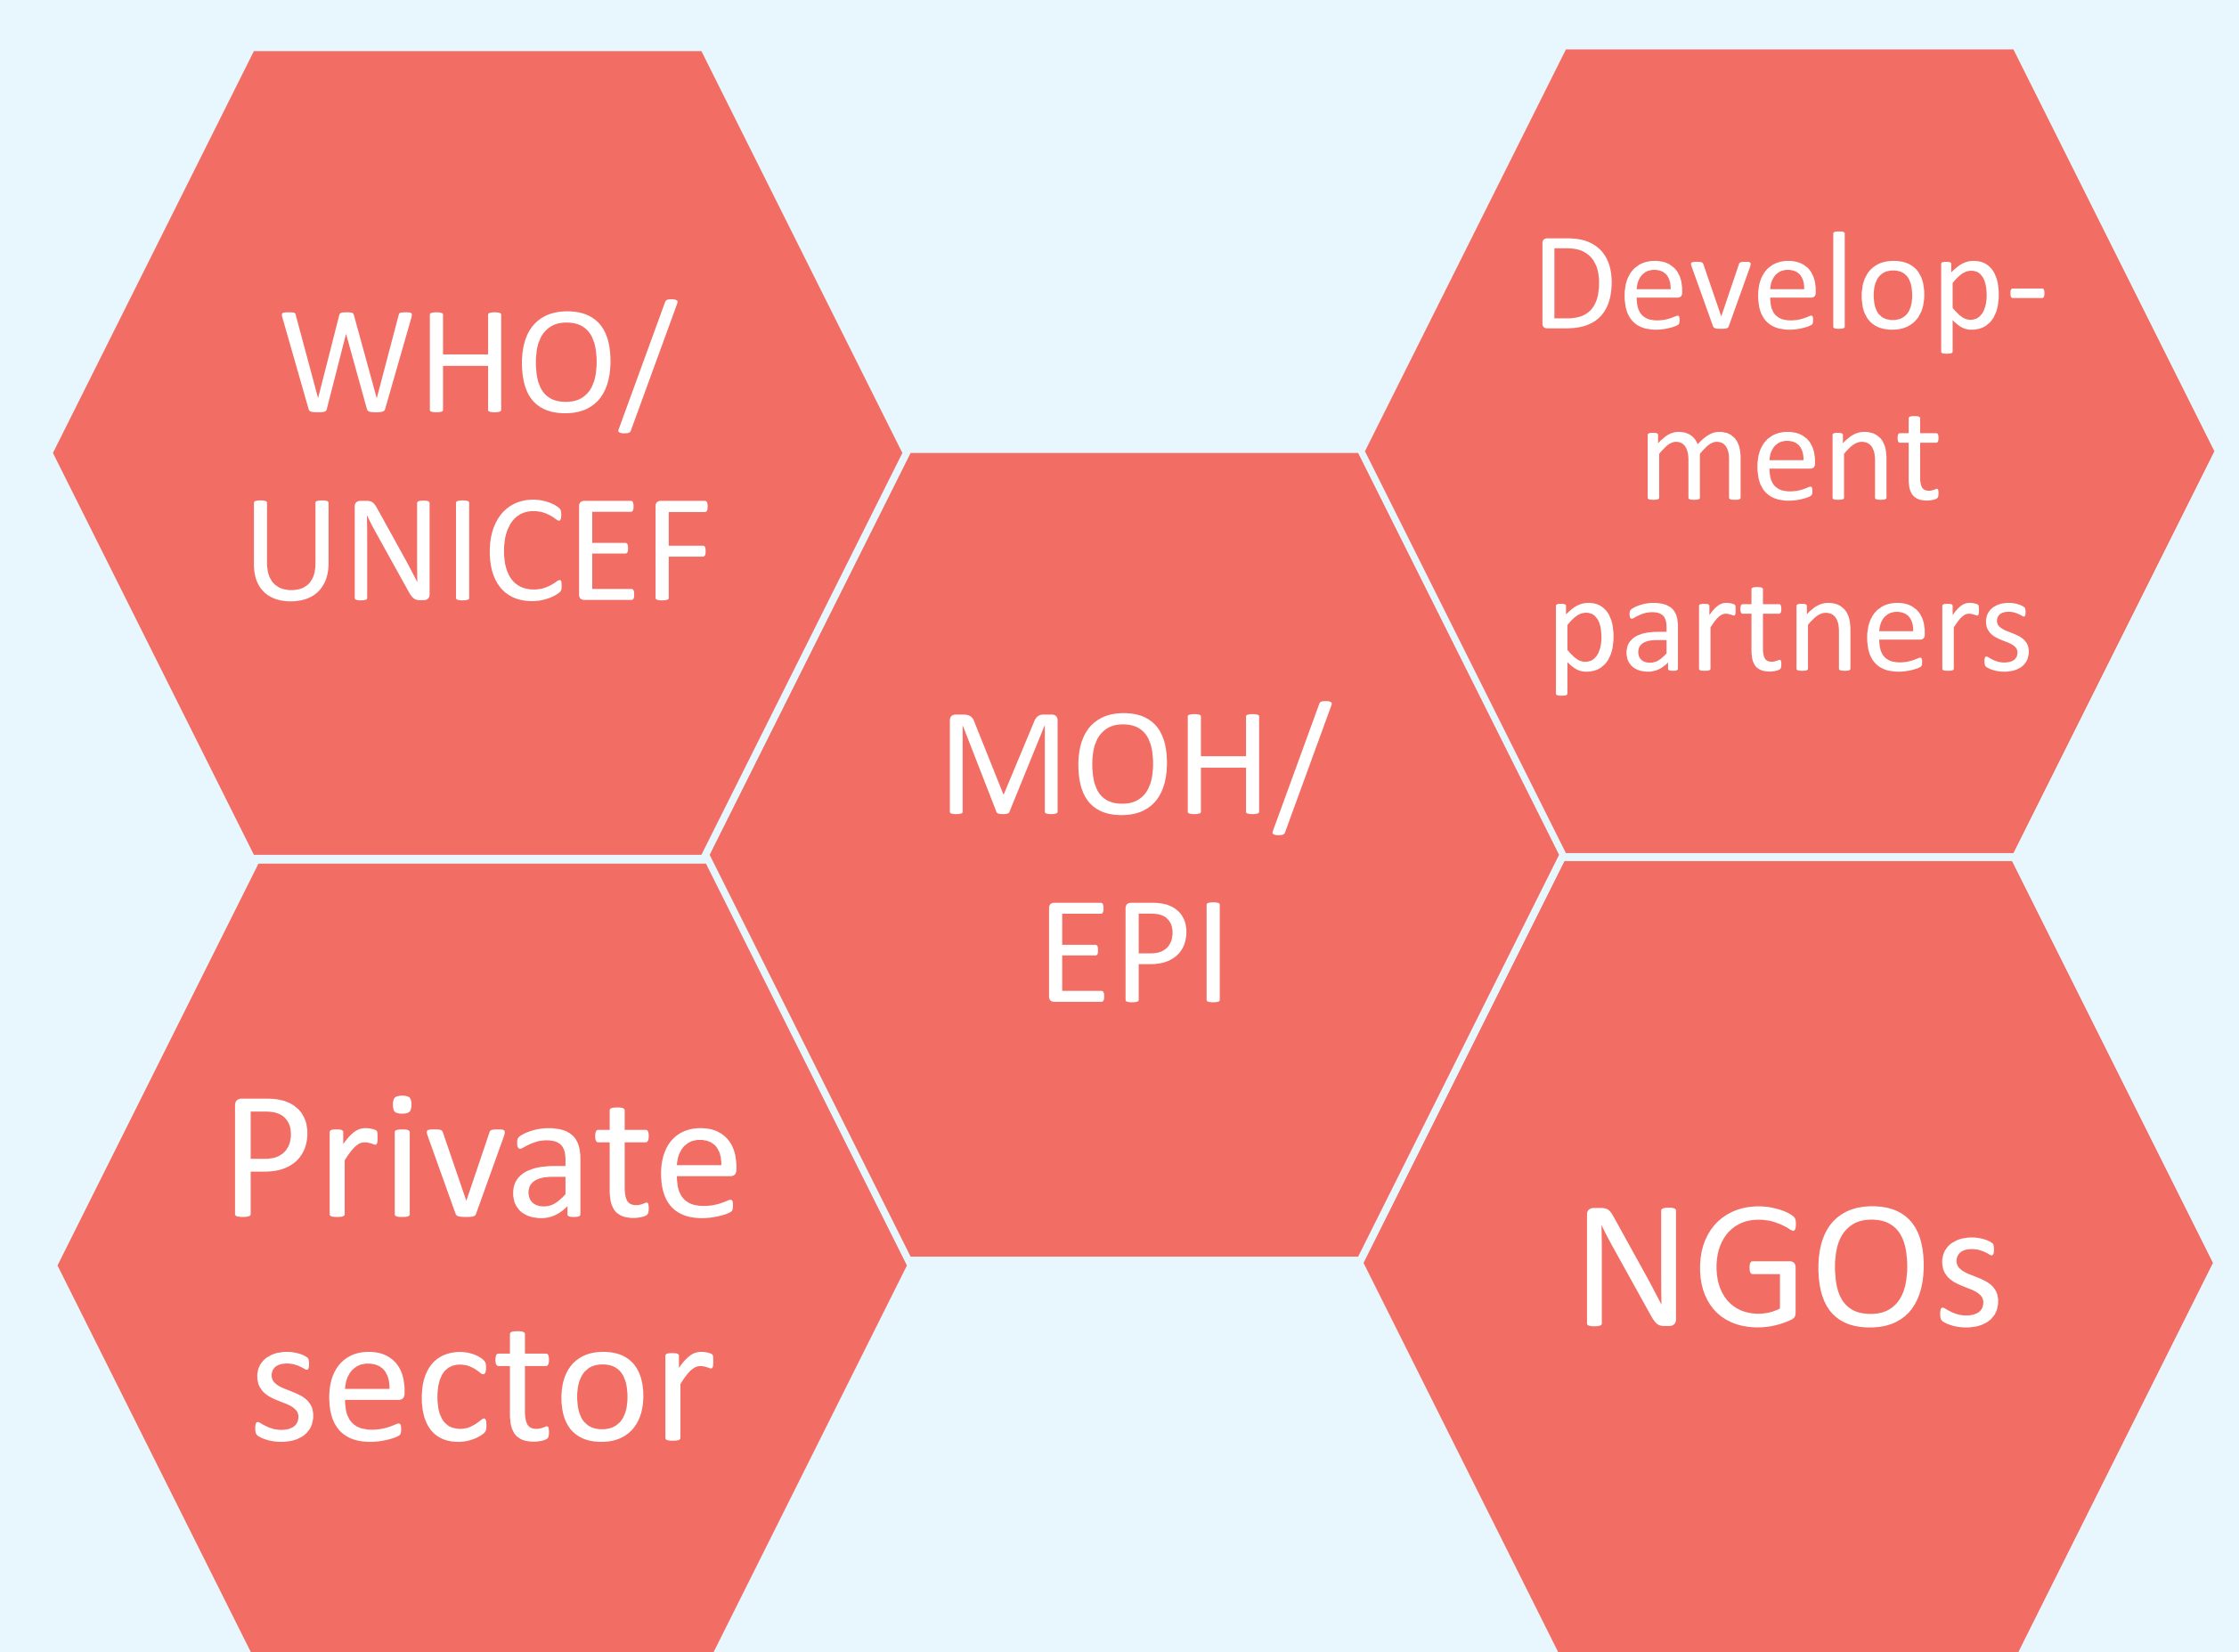 WHO/
UNICEF
Develop-
ment
partners
MOH/
EPI
Private
sector
NGOs